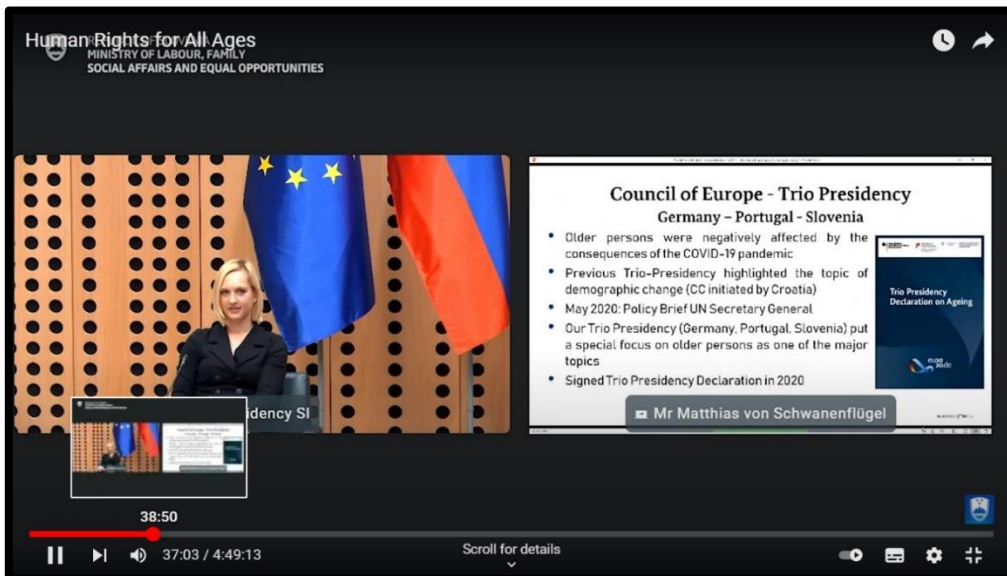 Human Rights for All Ages
MINISTRY OF LABOUR, FAMILY
SOCIAL AFFAIRS AND EQUAL OPPORTUNITIES
Council of Europe - Trio Presidency
Germany – Portugal - Slovenia
• Older persons were negatively affected by the
consequences of the COVID-19 pandemic
• Previous Trio-Presidency highlighted the topic of
demographic change (CC initiated by Croatia)
• May 2020: Policy Brief UN Secretary General
• Our Trio Presidency (Germany, Portugal, Slovenia) put
a special focus on older persons as one of the major
topics
• Signed Trio Presidency Declaration in 2020
Trio Presidency
Declaration on Ageing
idency SI
Mr Matthias von Schwanenflügel
38:50
37:03 / 4:49:13
Scroll for details